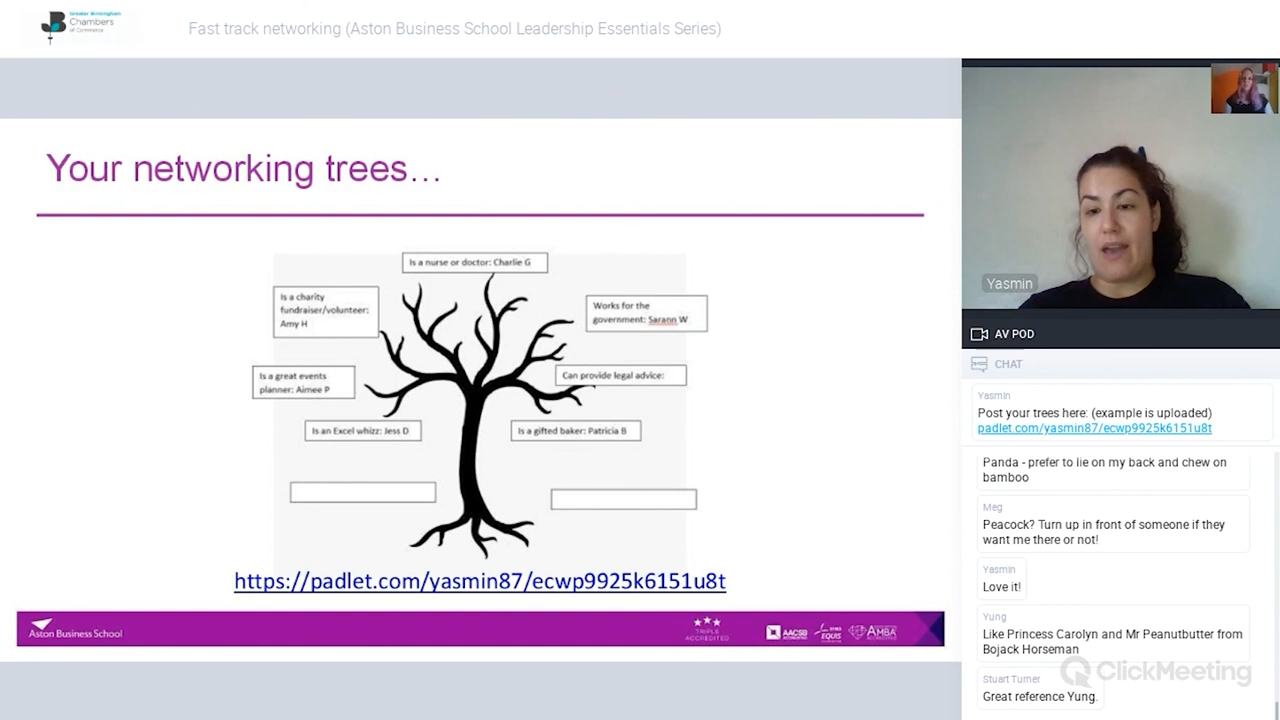 Greater Birmingham
Chambers
of Commerce
Fast track networking (Aston Business School Leadership Essentials Series)
Your networking trees...
Is a nurse or doctor: Charlie G
Is a charity
fundraiser/volunteer:
Amy H
Works for the
government: Sarann W
Is a great events
planner: Aimee P
Can provide legal advice:
Is an Excel whizz: Jess D
Is a gifted baker: Patricia B
https://padlet.com/yasmin87/ecwp9925k6151u8t
Aston Business School
TRIPLE
ACCREDITED
AACSB
ACCREDITED
EFMD
EQUIS
ACCREDITED
AMBA
ACCREDITED
Yasmin
AV POD
CHAT
Yasmin
Post your trees here: (example is uploaded)
padlet.com/yasmin87/ecwp9925k6151u8t
Panda - prefer to lie on my back and chew on
bamboo
Meg
Peacock? Turn up in front of someone if they
want me there or not!
Yasmin
Love it!
Yung
Like Princess Carolyn and Mr Peanutbutter from
Bojack Horseman
ClickMeeting
Stuart Turner
Great reference Yung.